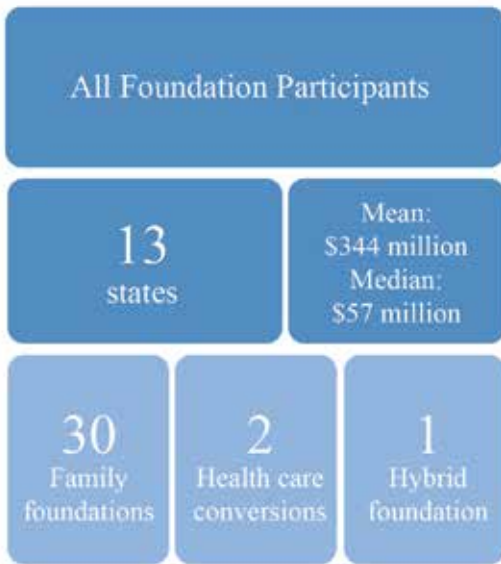 All Foundation Participants
13
states
Mean:
$344 million
Median:
$57 million
30
Family
foundations
2
Health care
conversions
1
Hybrid
foundation